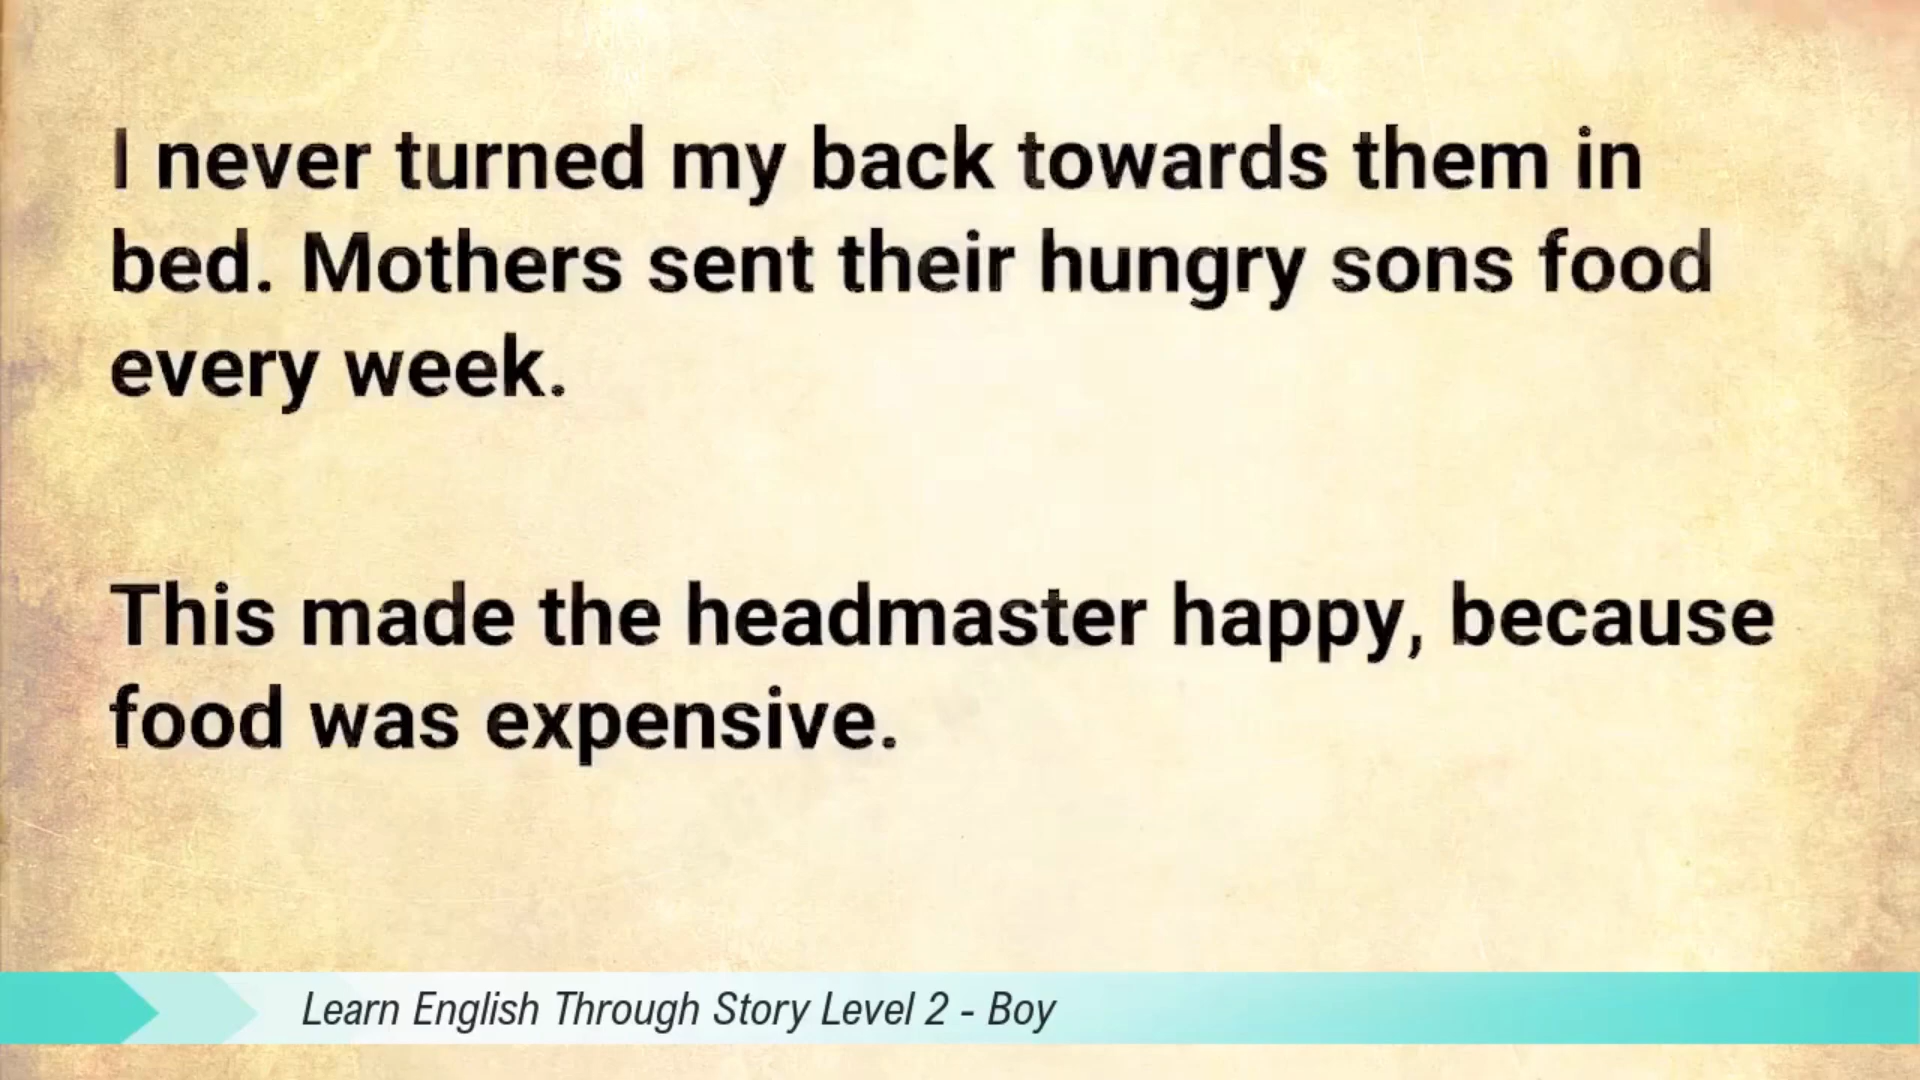 I never turned my back towards them in
bed. Mothers sent their hungry sons food
every week.
This made the headmaster happy, because
food was expensive.
Learn English Through Story Level 2 - Boy